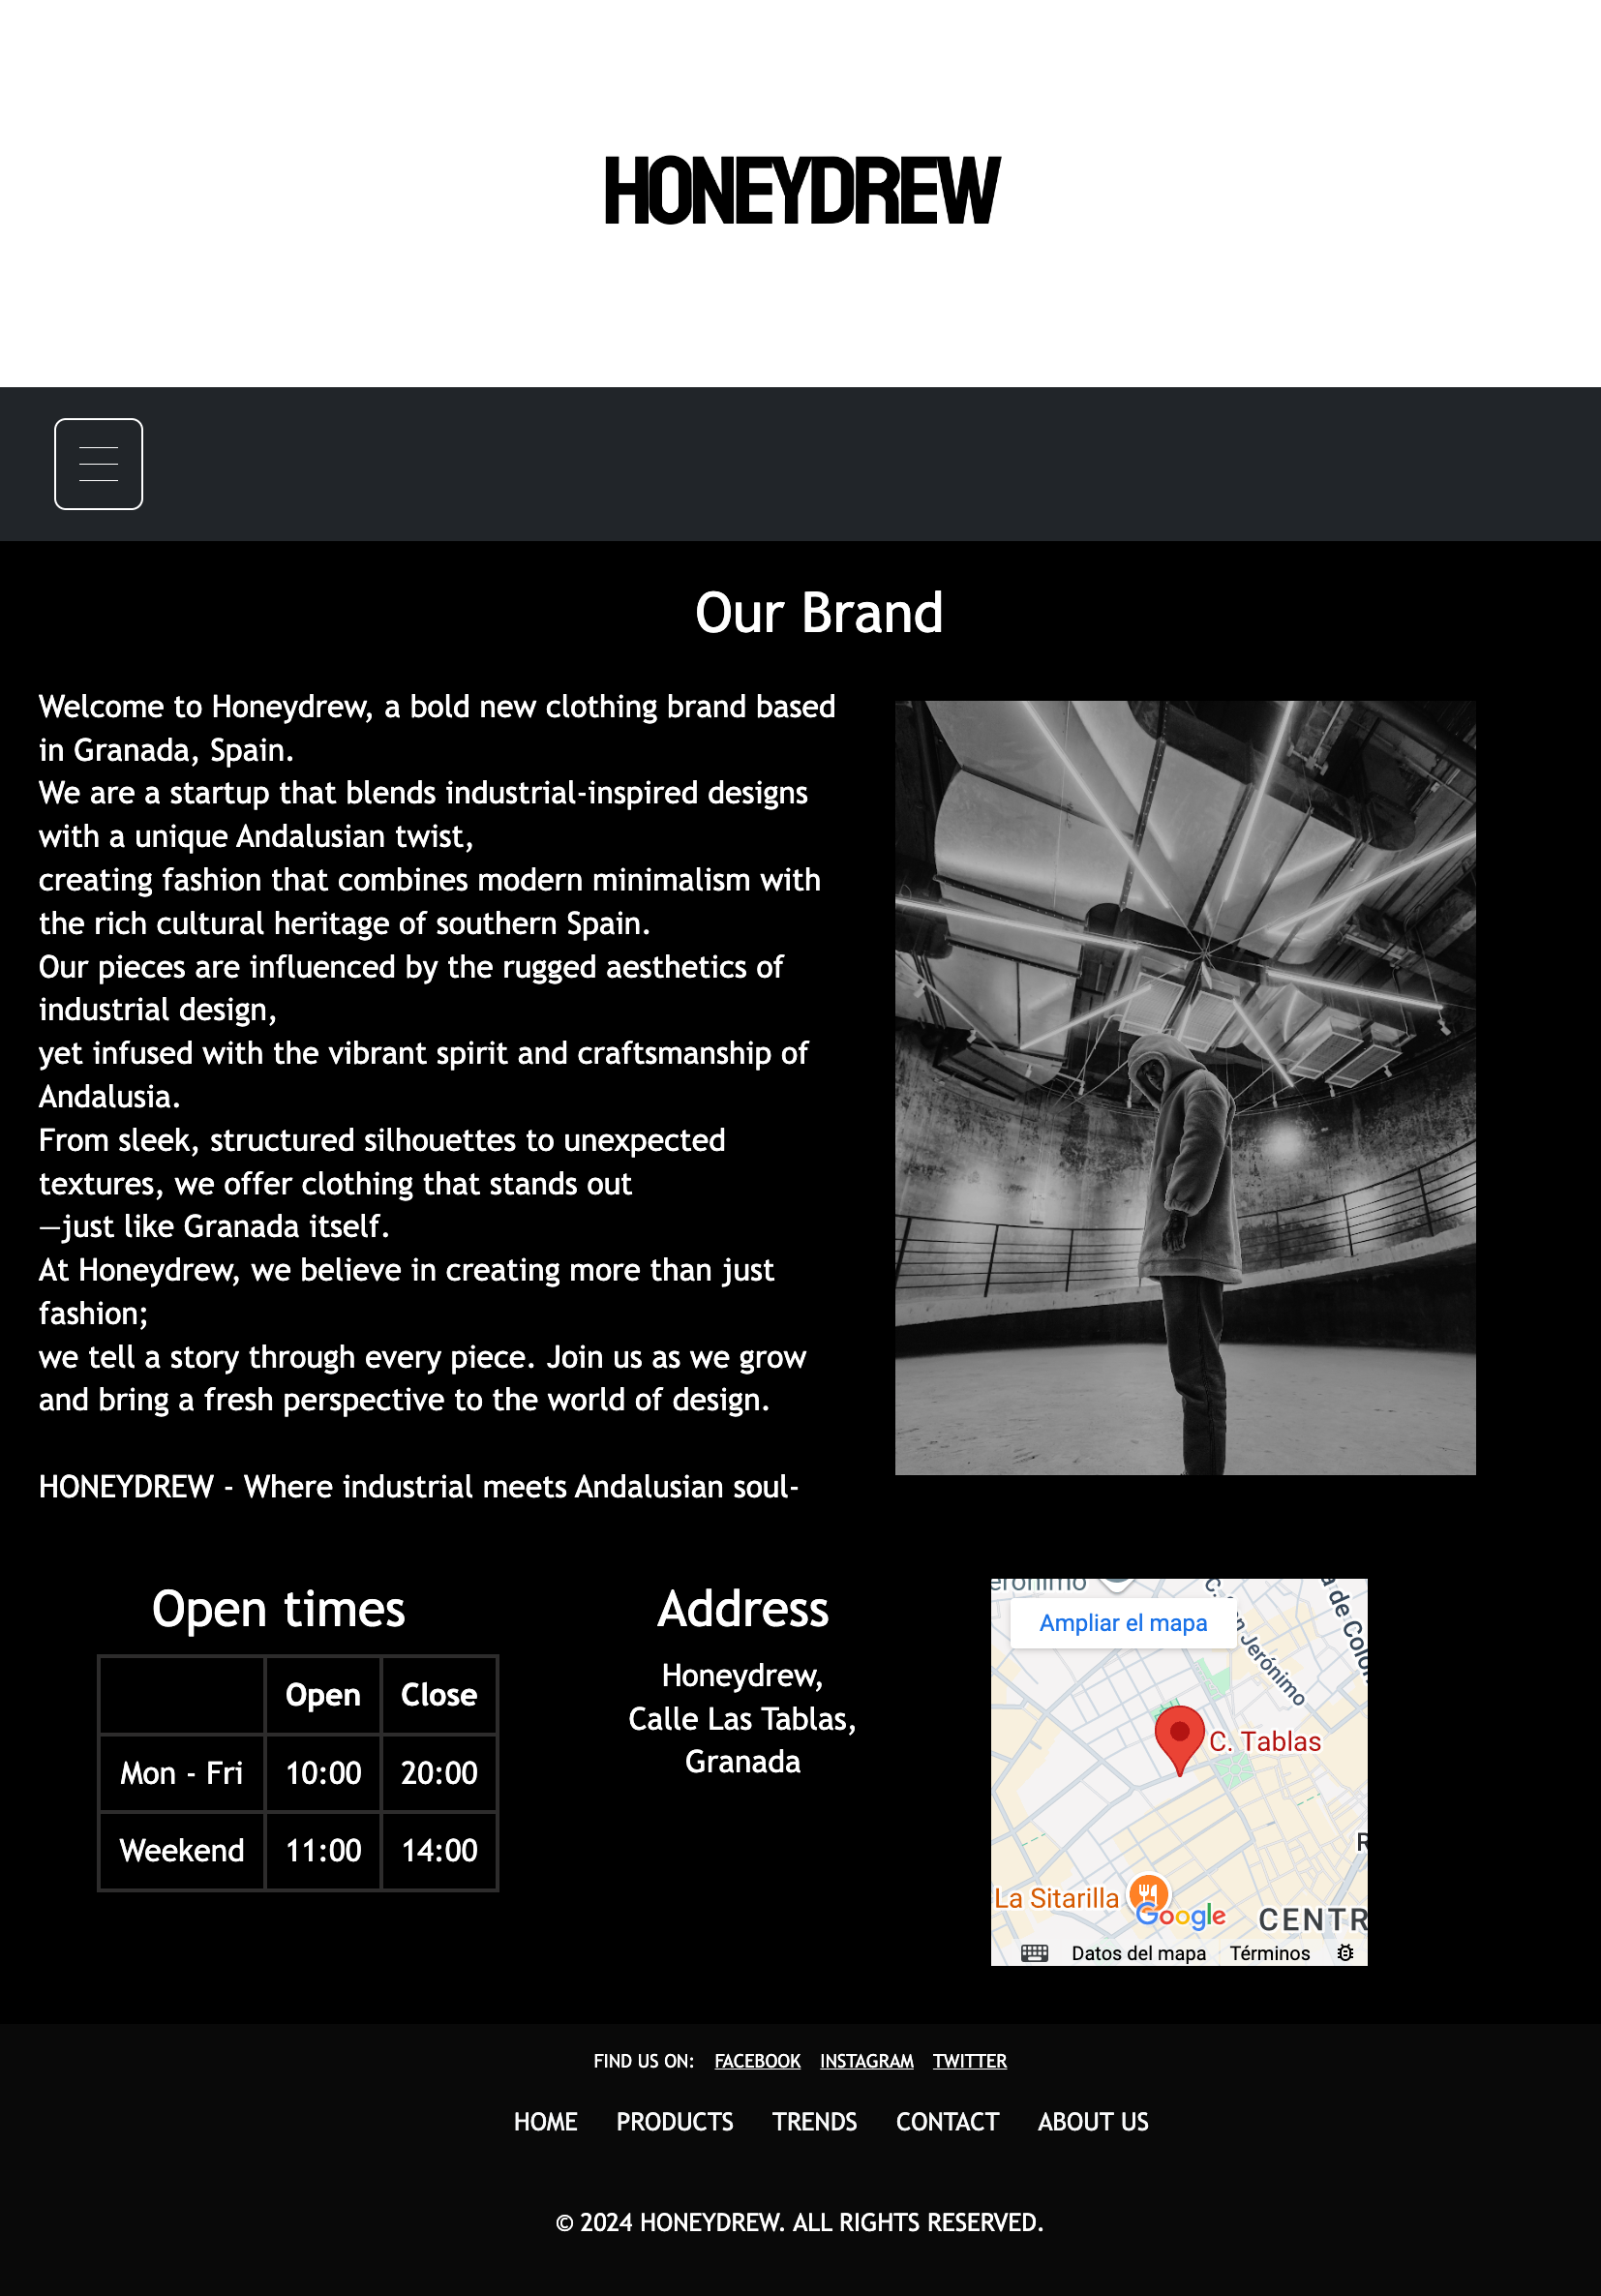 HONEYDREW
Our Brand
Welcome to Honeydrew, a bold new clothing brand based
in Granada, Spain.
We are a startup that blends industrial-inspired designs
with a unique Andalusian twist,
creating fashion that combines modern minimalism with
the rich cultural heritage of southern Spain.
Our pieces are influenced by the rugged aesthetics of
industrial design,
yet infused with the vibrant spirit and craftsmanship of
Andalusia.
From sleek, structured silhouettes to unexpected
textures, we offer clothing that stands out
—just like Granada itself.
At Honeydrew, we believe in creating more than just
fashion;
we tell a story through every piece. Join us as we grow
and bring a fresh perspective to the world of design.
HONEYDREW - Where industrial meets Andalusian soul-
Open times
Open Close
Mon - Fri 10:00 20:00
Weekend 11:00 14:00
Address
Honeydrew,
Calle Las Tablas,
Granada
Ampliar el mapa
Jerónimo
C. Tablas
La Sitarilla
Google
CENTR
Datos del mapa Términos
FIND US ON: FACEBOOK INSTAGRAM TWITTER
HOME PRODUCTS TRENDS CONTACT ABOUT US
© 2024 HONEYDREW. ALL RIGHTS RESERVED.